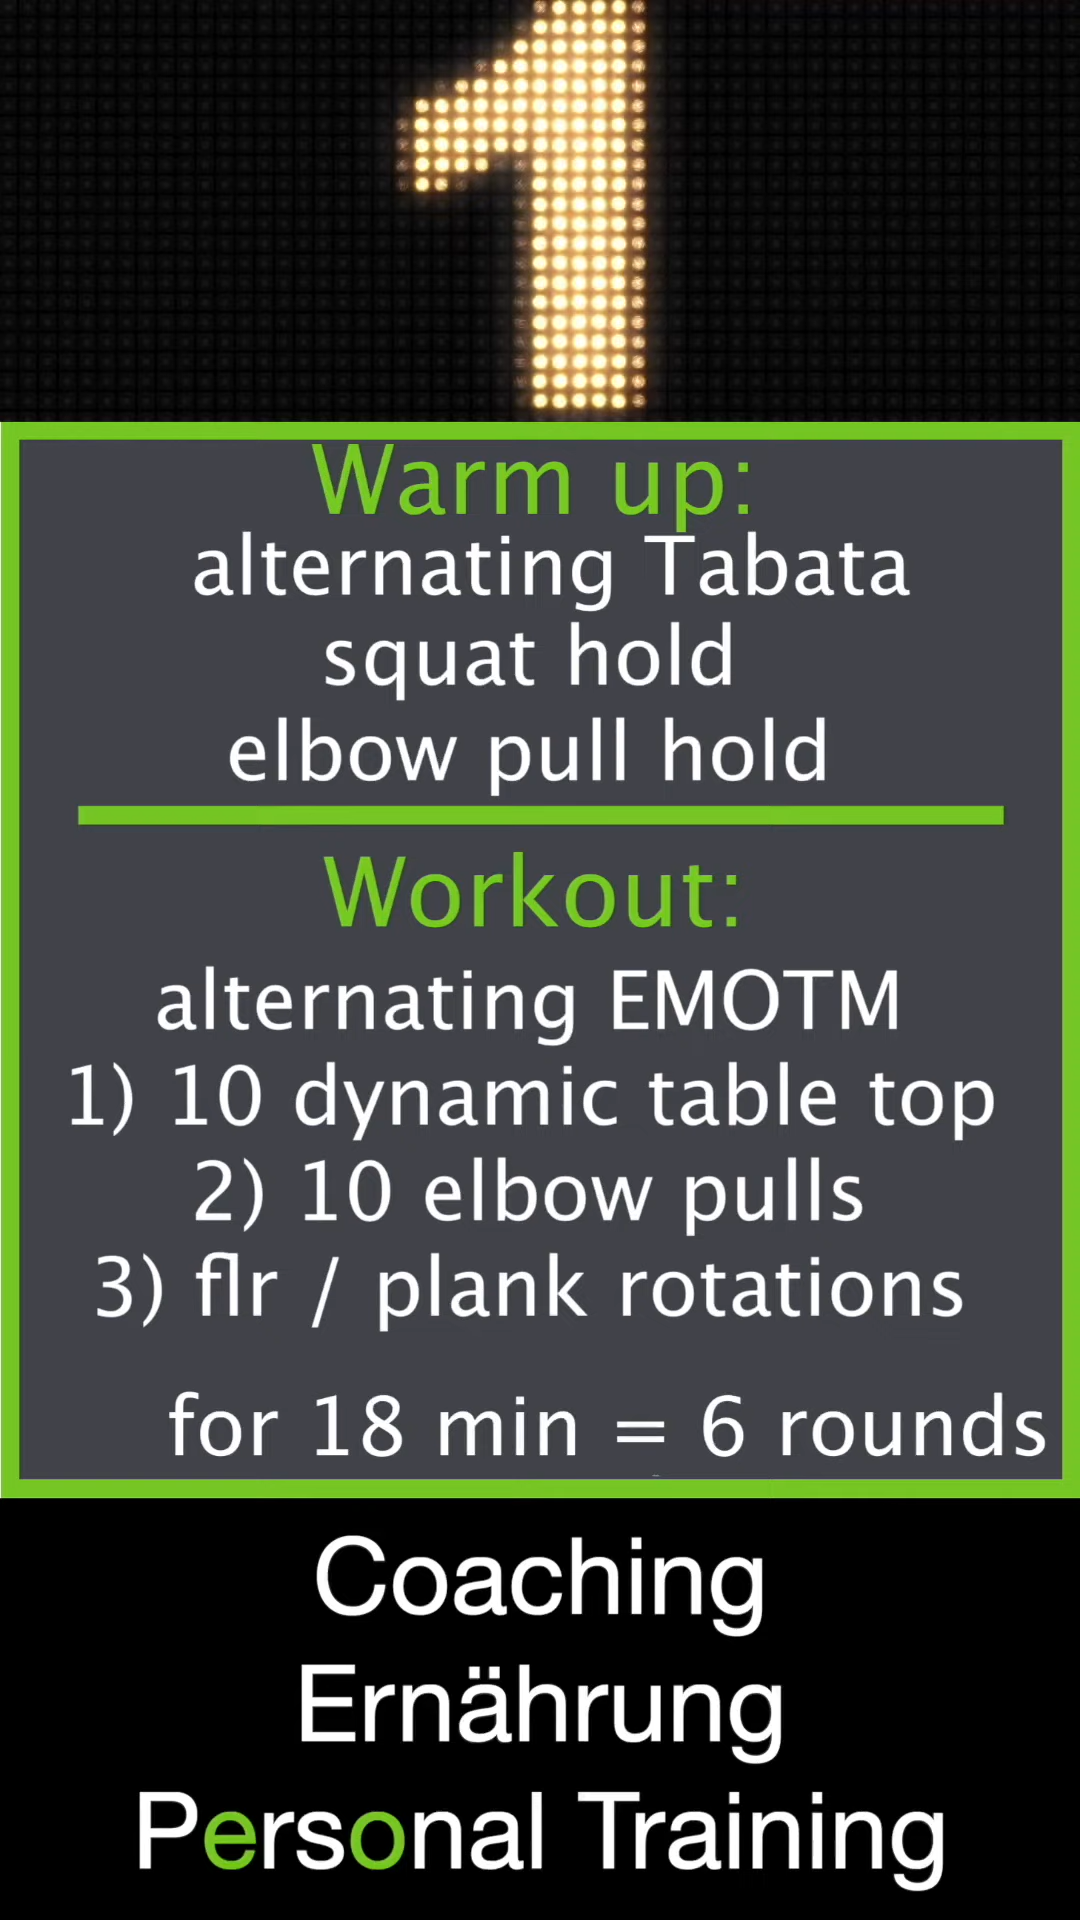 1
Warm up:
alternating Tabata
squat hold
elbow pull hold
Workout:
alternating EMOTM
1) 10 dynamic table top
2) 10 elbow pulls
3) flr / plank rotations
for 18 min = 6 rounds
Coaching
Ernährung
Personal Training